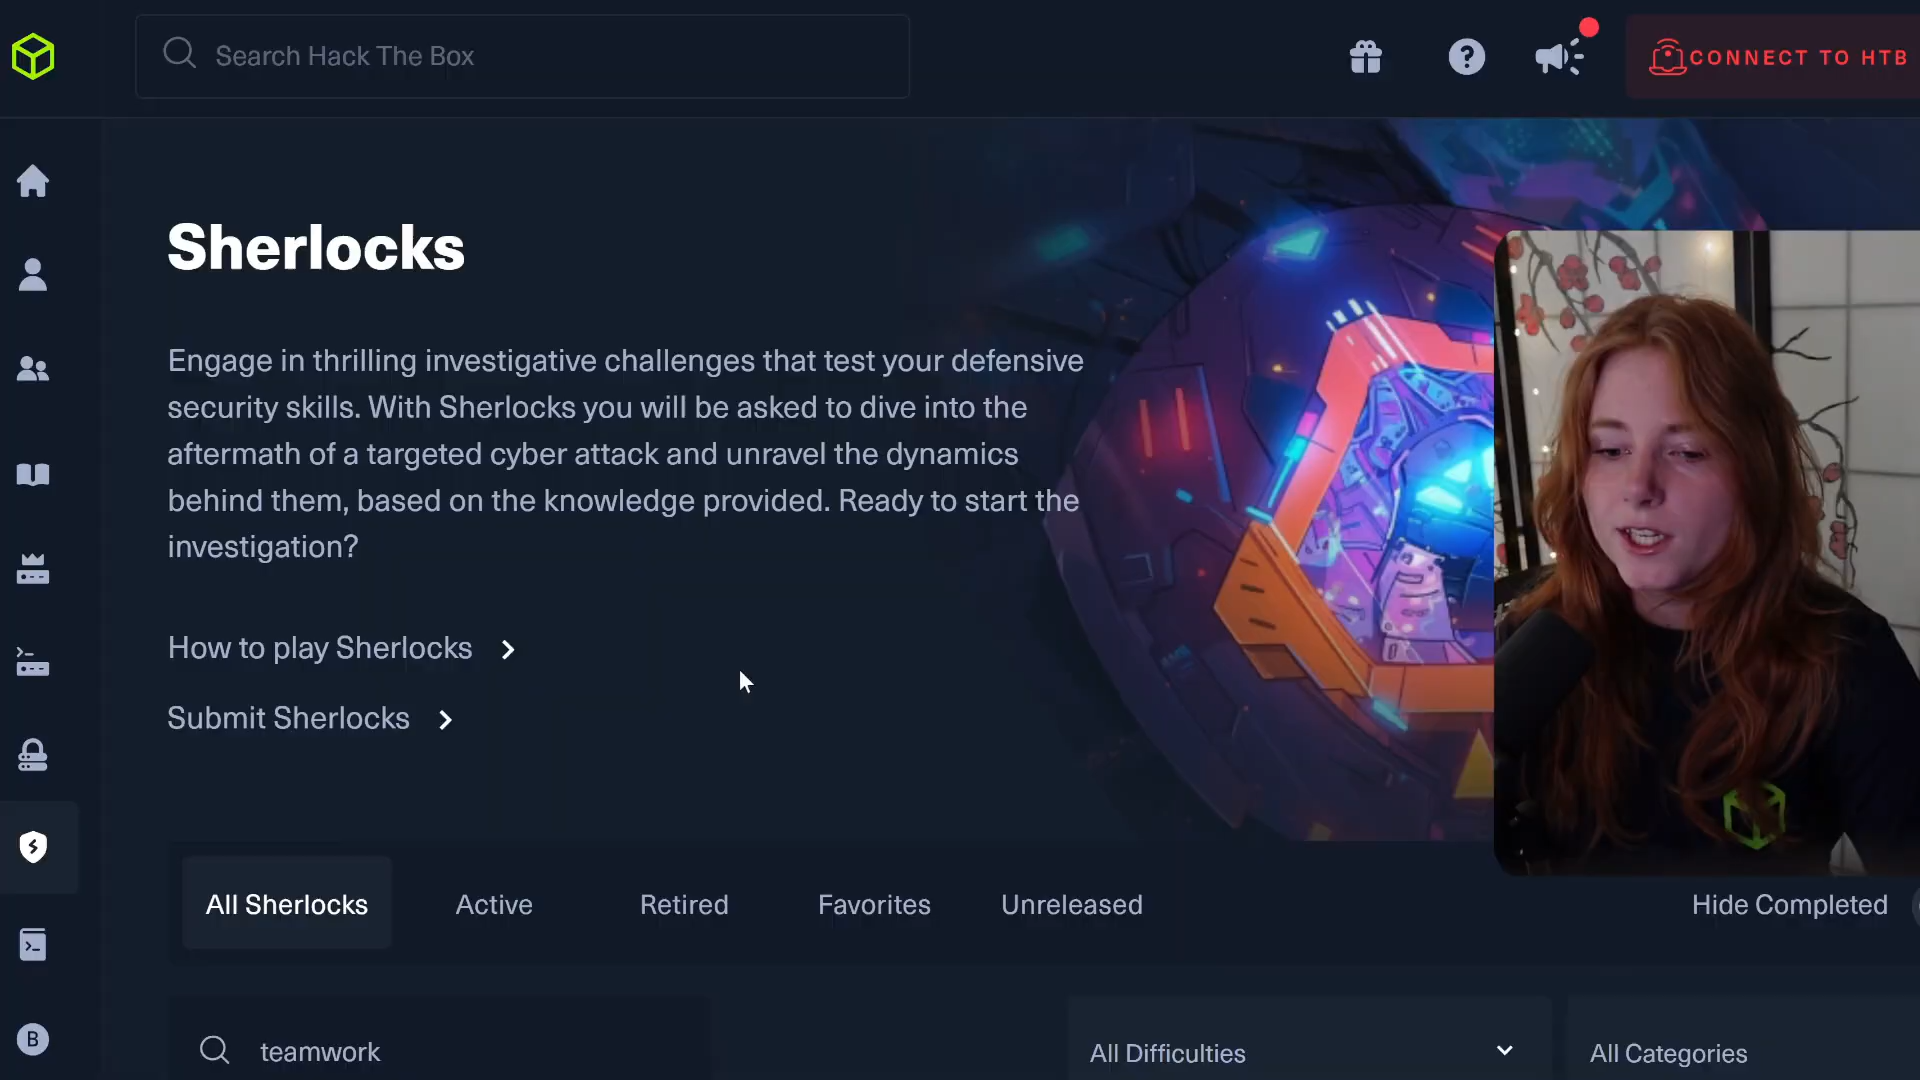 Search Hack The Box
CONNECT TO HTB
Sherlocks
Engage in thrilling investigative challenges that test your defensive
security skills. With Sherlocks you will be asked to dive into the
aftermath of a targeted cyber attack and unravel the dynamics
behind them, based on the knowledge provided. Ready to start the
investigation?
How to play Sherlocks
Submit Sherlocks
All Sherlocks
Active
Retired
Favorites
Unreleased
Hide Completed
teamwork
All Difficulties
All Categories
B